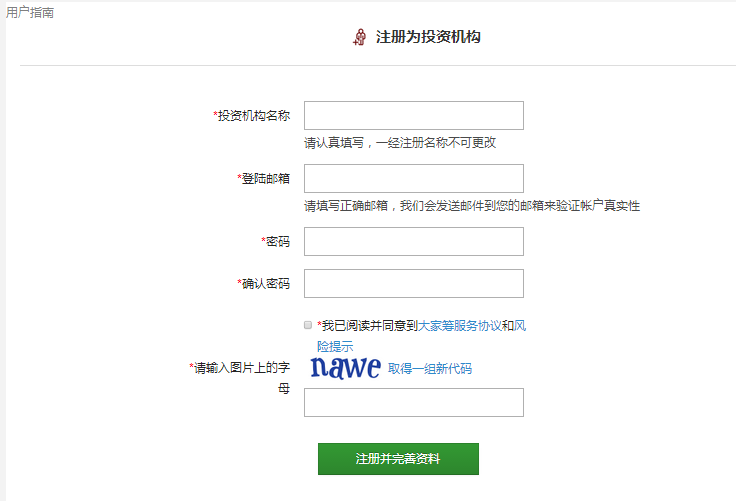 用户指南
注册为投资机构
*投资机构名称
请认真填写，一经注册名称不可更改
*登陆邮箱
请填写正确邮箱，我们会发送邮件到您的邮箱来验证帐户真实性
*密码
*确认密码
*我已阅读并同意到大家筹服务协议和风
险提示
*请输入图片上的字
母
nawe 取得一组新代码
注册并完善资料